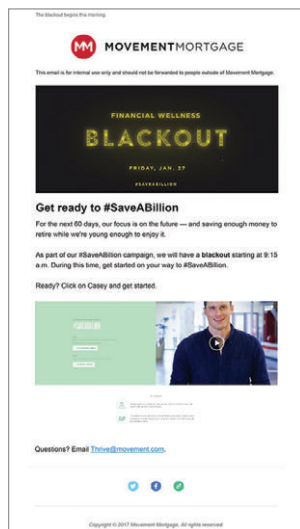 The blackout begins this morning.
MM MOVEMENTMORTGAGE
This email is for internal use only and should not be forwarded to people outside of Movement Mortgage.
FINANCIAL WELLNESS
BLACKOUT
FRIDAY, JAN. 27
#SAVEABILLION
Get ready to #SaveABillion
For the next 60 days, our focus is on the future — and saving enough money to
retire while we're young enough to enjoy it.
As part of our #SaveABillion campaign, we will have a blackout starting at 9:15
a.m. During this time, get started on your way to #SaveABillion.
Ready? Click on Casey and get started.
Questions? Email Thrive@movement.com.
Copyright © 2017 Movement Mortgage, All rights reserved.